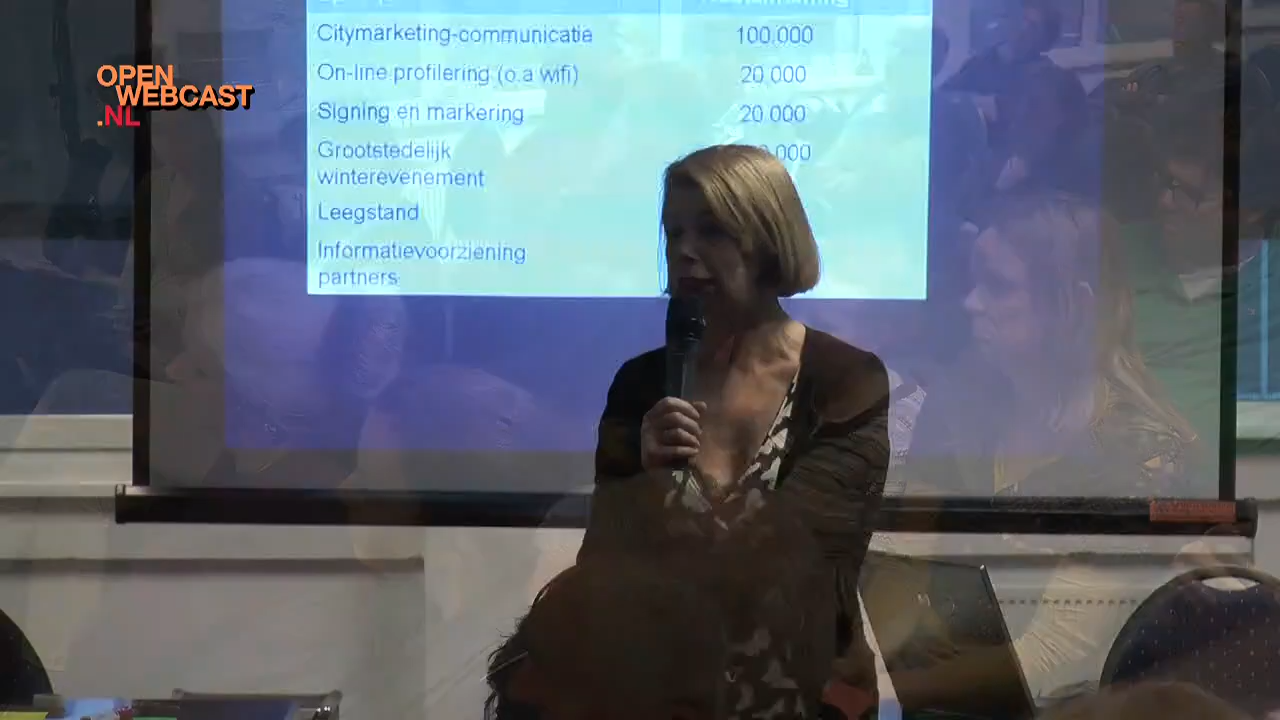 OPEN
WEBCAST
.NL
Citymarketing-communicatie 100.000
On-line profilering (o.a wifi) 20.000
Signing en markering 20.000
Grootstedelijk
winterevenement
Leegstand
Informatievoorziening
partners